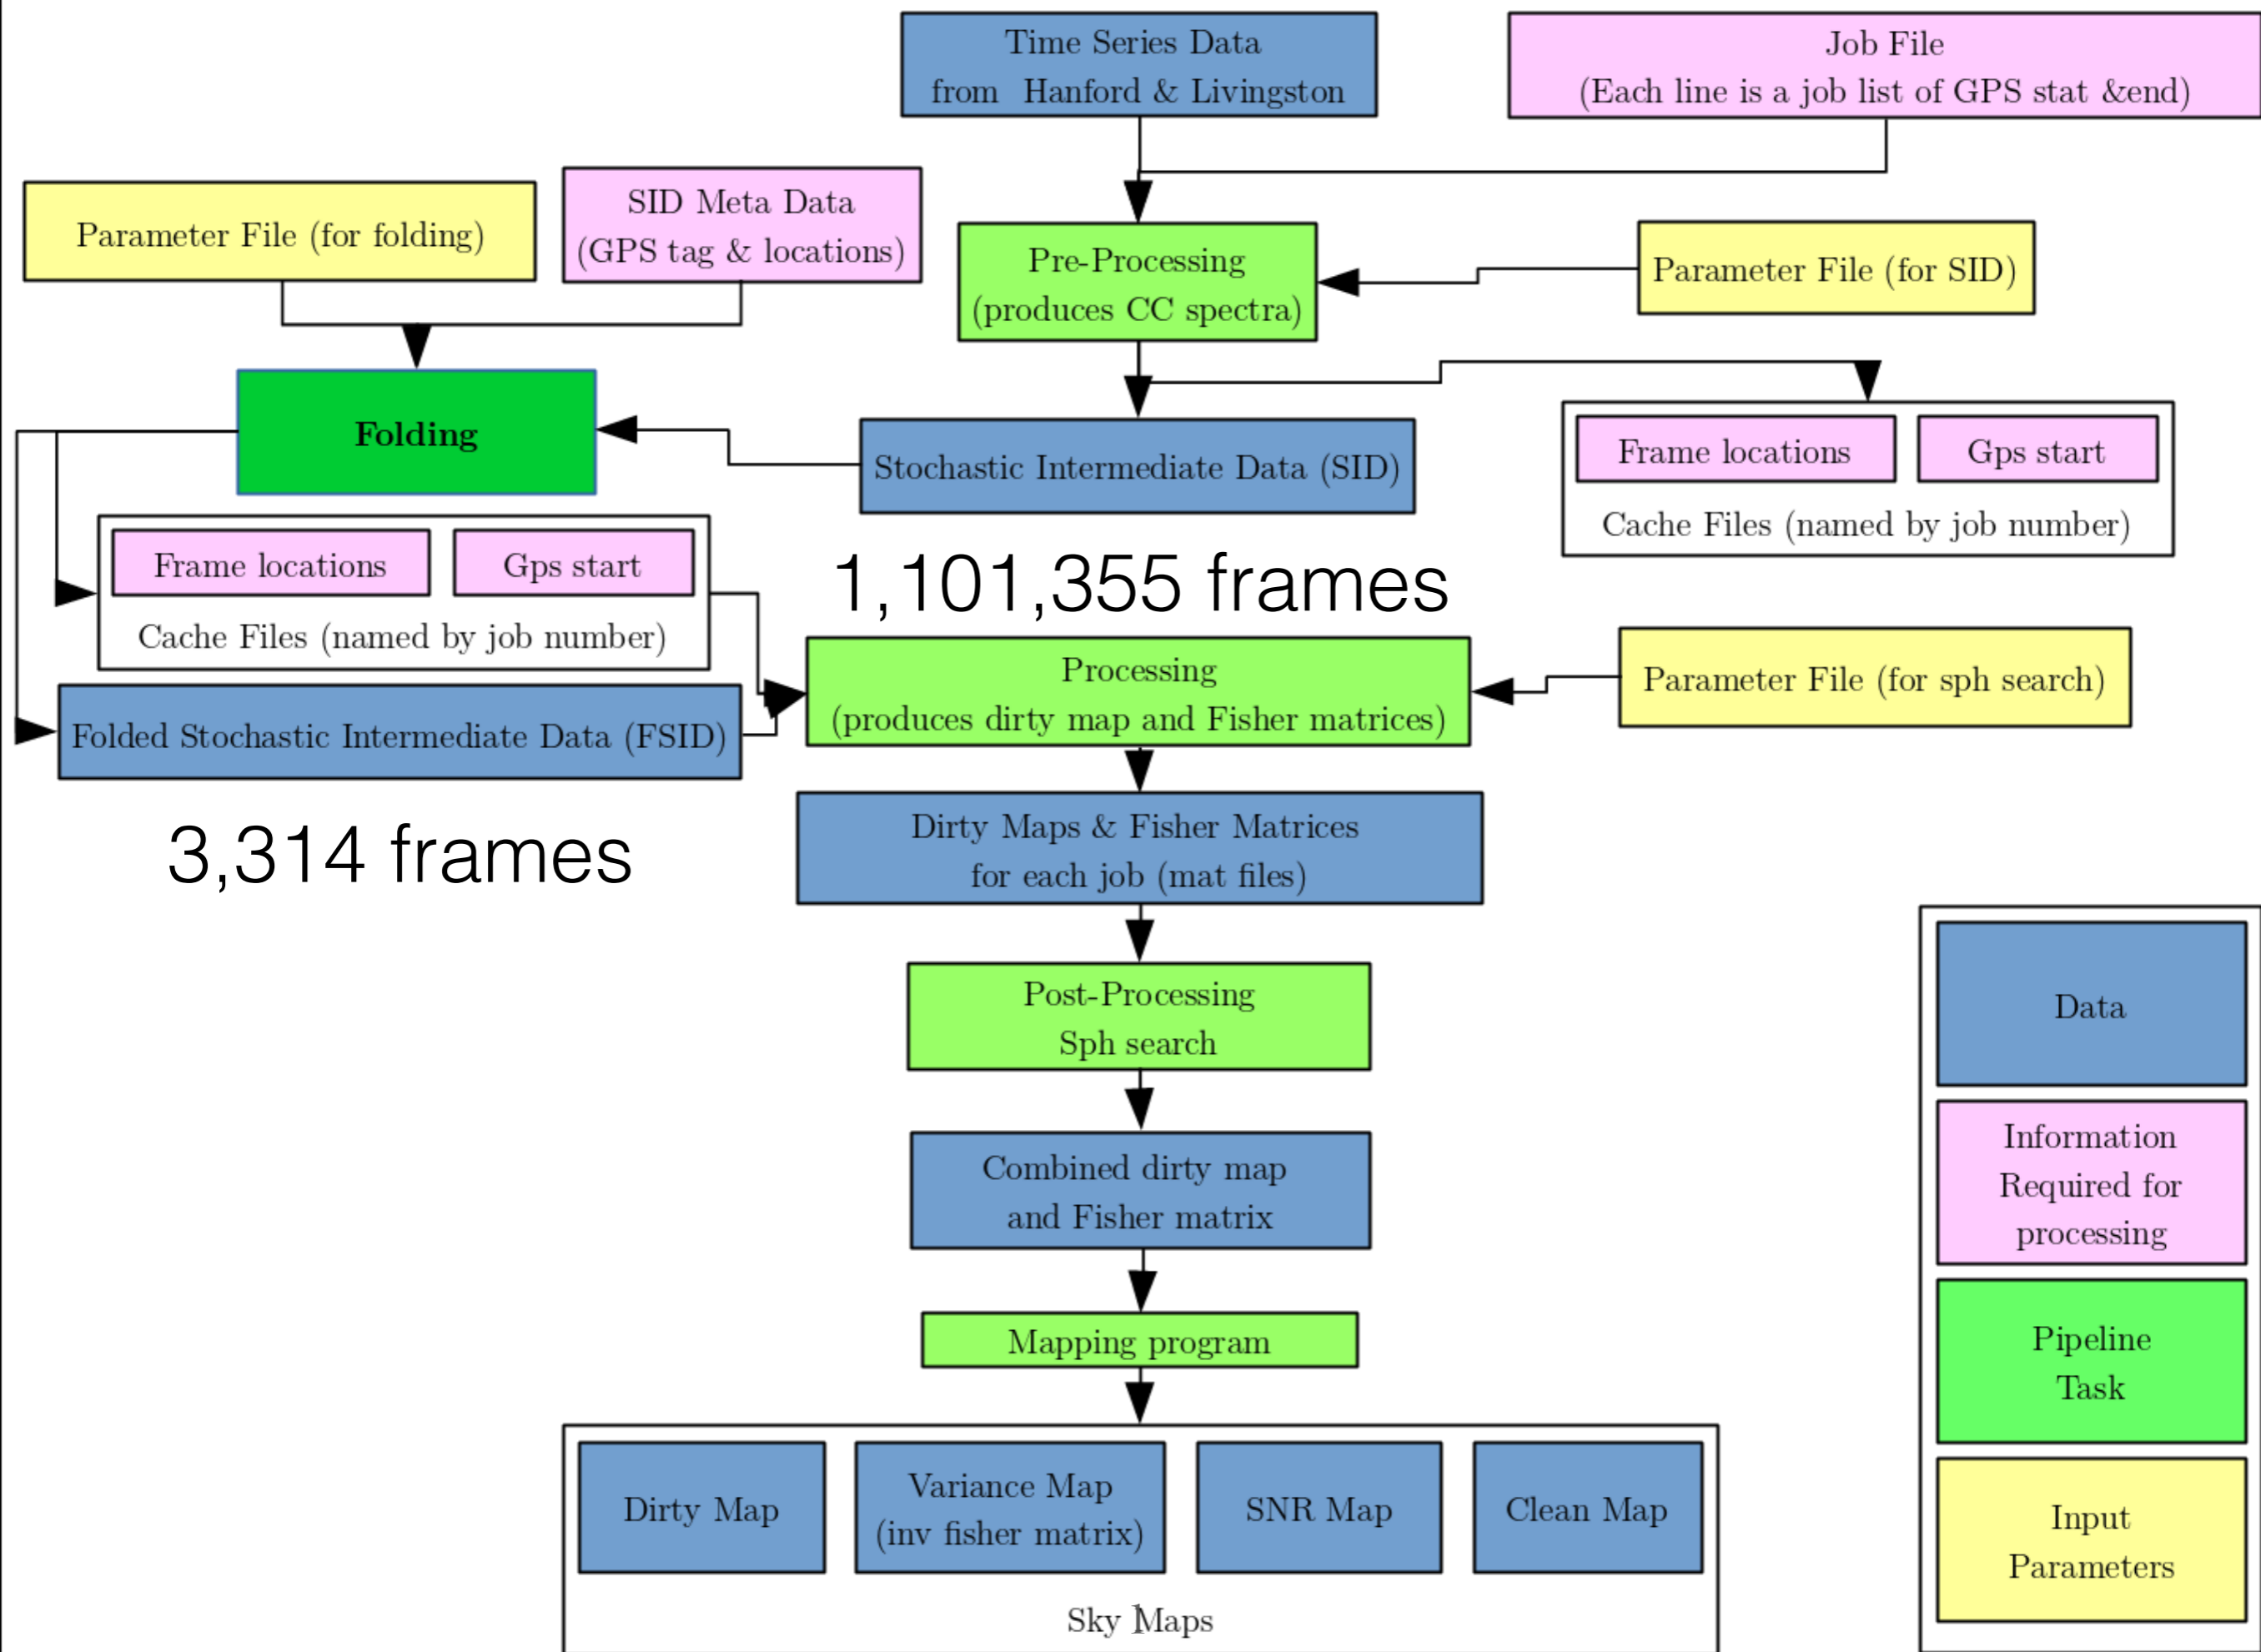 Time Series Data
from Hanford & Livingston
Job File
(Each line is a job list of GPS stat &end)
Parameter File (for folding)
SID Meta Data
(GPS tag & locations)
Pre-Processing
(produces CC spectra)
Parameter File (for SID)
Folding
Stochastic Intermediate Data (SID)
Frame locations
Gps start
Cache Files (named by job number)
Frame locations
Gps start
Cache Files (named by job number)
1,101,355 frames
Processing
(produces dirty map and Fisher matrices)
Parameter File (for sph search)
Folded Stochastic Intermediate Data (FSID)
3,314 frames
Dirty Maps & Fisher Matrices
for each job (mat files)
Post-Processing
Sph search
Combined dirty map
and Fisher matrix
Mapping program
Dirty Map
Variance Map
(inv fisher matrix)
SNR Map
Clean Map
Sky Maps
Data
Information
Required for
processing
Pipeline
Task
Input
Parameters